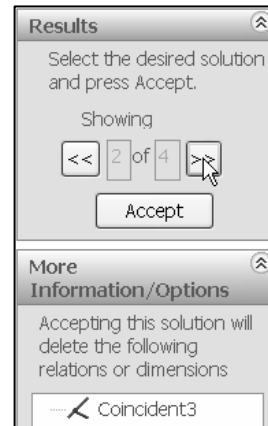 Results
Select the desired solution
and press Accept.
Showing
<< 2 of 4 >>
Accept
More
Information/Options
Accepting this solution will
delete the following
relations or dimensions
Coincident3